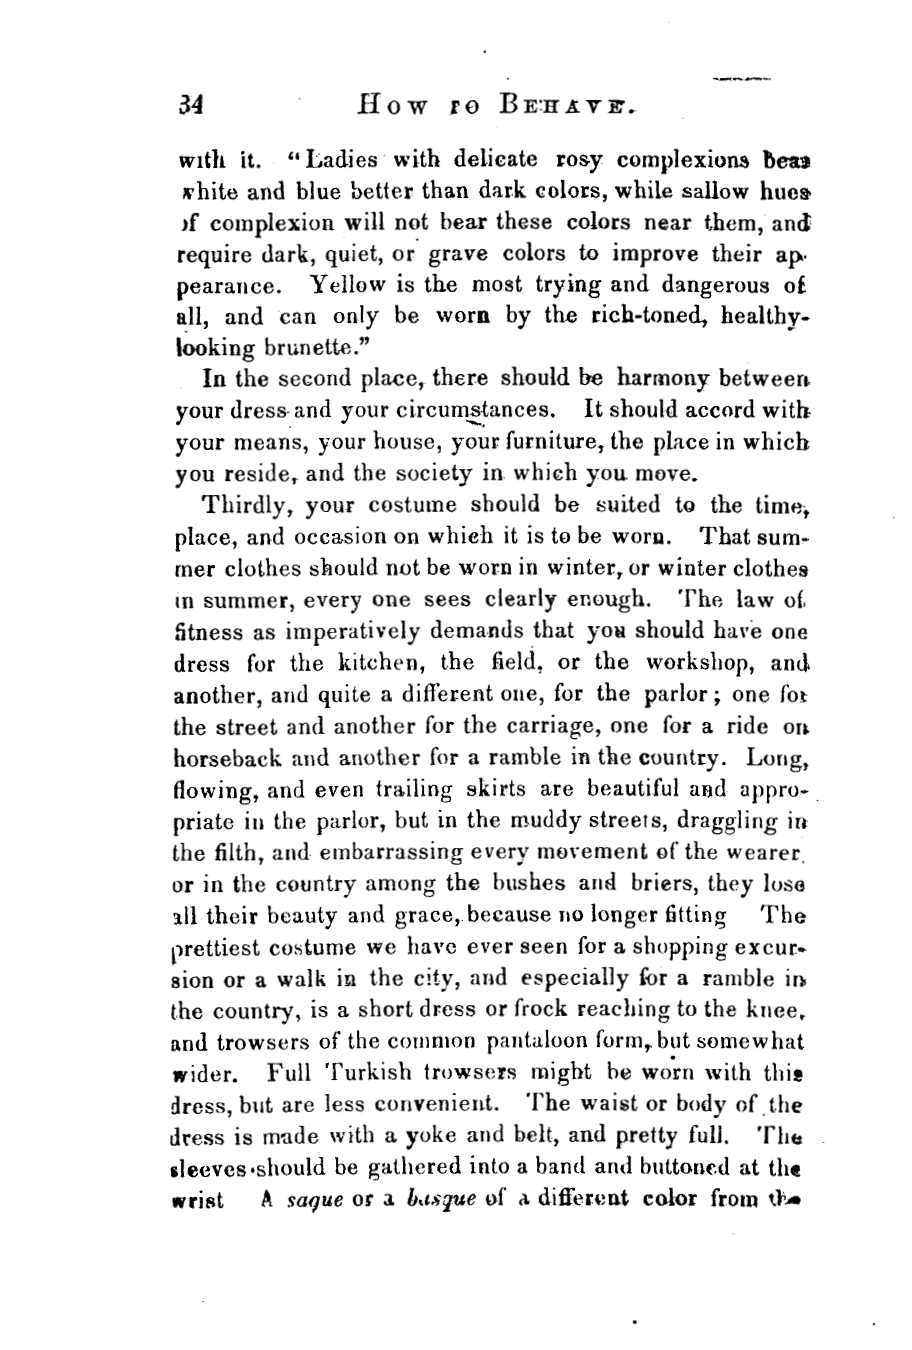 34 How to Behave.
with it. “Ladies with delicate rosy complexions bear
white and blue better than dark colors, while sallow hues
of complexion will not bear these colors near them, and
require dark, quiet, or grave colors to improve their ap-
pearance. Yellow is the most trying and dangerous of
all, and can only be worn by the rich-toned, healthy-
looking brunette.”
In the second place, there should be harmony between
your dress and your circumstances. It should accord with
your means, your house, your furniture, the place in which
you reside, and the society in which you move.
Thirdly, your costume should be suited to the time,
place, and occasion on which it is to be worn. That sum-
mer clothes should not be worn in winter, or winter clothes
in summer, every one sees clearly enough. The law of
fitness as imperatively demands that you should have one
dress for the kitchen, the field, or the workshop, and
another, and quite a different one, for the parlor; one for
the street and another for the carriage, one for a ride on
horseback and another for a ramble in the country. Long,
flowing, and even trailing skirts are beautiful and appro-
priate in the parlor, but in the muddy streets, draggling in
the filth, and embarrassing every movement of the wearer,
or in the country among the bushes and briers, they lose
all their beauty and grace, because no longer fitting The
prettiest costume we have ever seen for a shopping excur-
sion or a walk in the city, and especially for a ramble in
the country, is a short dress or frock reaching to the knee,
and trowsers of the common pantaloon form, but somewhat
wider. Full Turkish trowsers might be worn with this
dress, but are less convenient. The waist or body of the
dress is made with a yoke and belt, and pretty full. The
sleeves should be gathered into a band and buttoned at the
wrist A saque or a basque of a different color from the